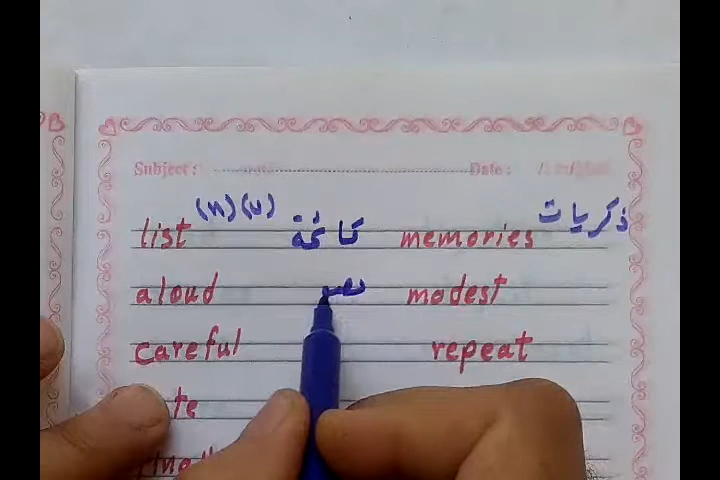 Subject : Date :
list (n) (v) قائمة memories ذكريات
aloud modest
careful repeat